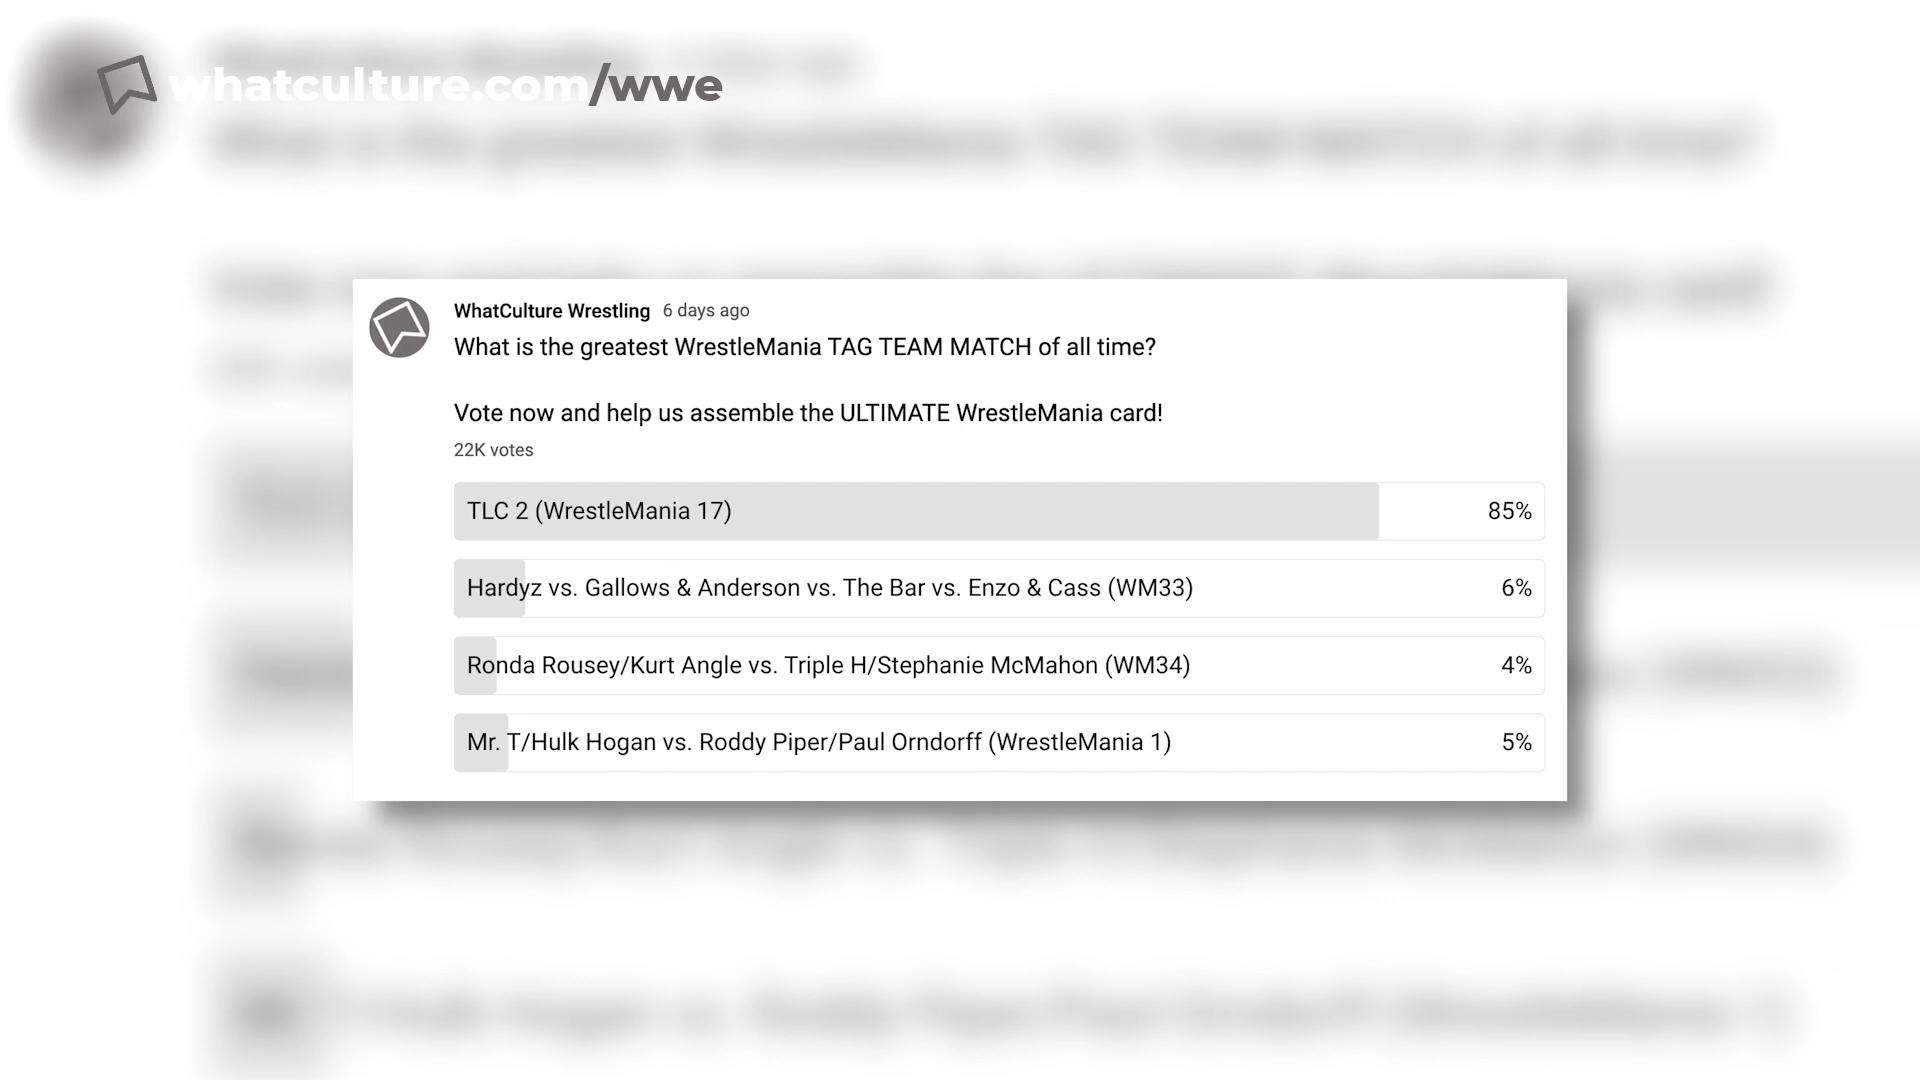 whatculture.com/wwe
WhatCulture Wrestling 6 days ago
What is the greatest WrestleMania TAG TEAM MATCH of all time?
Vote now and help us assemble the ULTIMATE WrestleMania card!
22K votes
TLC 2 (WrestleMania 17) 85%
Hardyz vs. Gallows & Anderson vs. The Bar vs. Enzo & Cass (WM33) 6%
Ronda Rousey/Kurt Angle vs. Triple H/Stephanie McMahon (WM34) 4%
Mr. T/Hulk Hogan vs. Roddy Piper/Paul Orndorff (WrestleMania 1) 5%